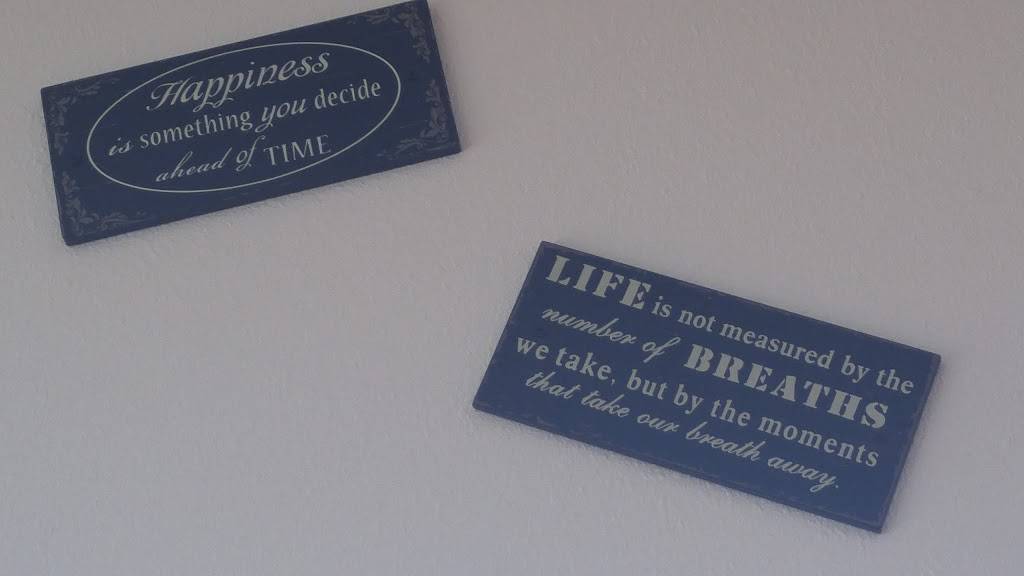 Happiness
is something you decide
ahead of TIME
LIFE is not measured by the
number of BREATHS
we take, but by the moments
that take our breath away.